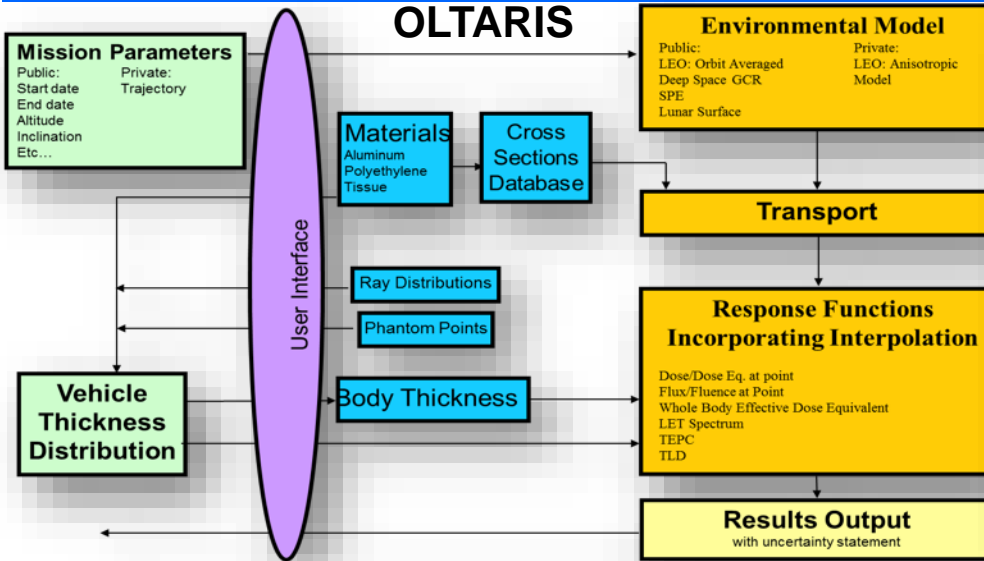 OLTARIS
Mission Parameters
Public: Private:
Start date Trajectory
End date
Altitude
Inclination
Etc...
User Interface
Materials
Aluminum
Polyethylene
Tissue
Cross
Sections
Database
Ray Distributions
Phantom Points
Body Thickness
Vehicle
Thickness
Distribution
Environmental Model
Public: Private:
LEO: Orbit Averaged LEO: Anisotropic
Deep Space GCR Model
SPE
Lunar Surface
Transport
Response Functions
Incorporating Interpolation
Dose/Dose Eq. at point
Flux/Fluence at Point
Whole Body Effective Dose Equivalent
LET Spectrum
TEPC
TLD
Results Output
with uncertainty statement